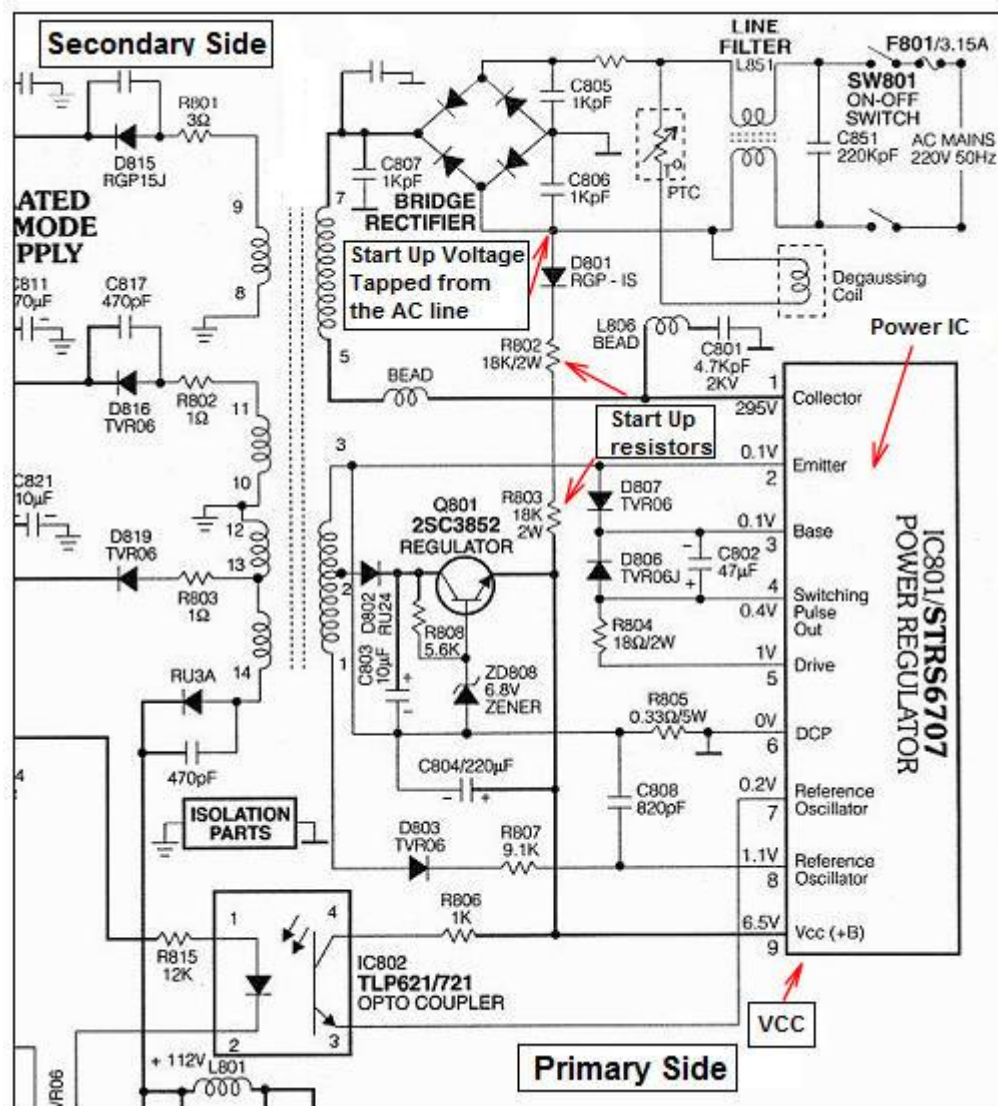 Secondary Side
LINE
FILTER
L851
F801/3.15A
SW801
ON-OFF
SWITCH
C851
220KpF
AC MAINS
220V 50Hz
R801
3Ω
D815
RGP15J
C805
1KpF
C807
1KpF
C806
1KpF
BRIDGE
RECTIFIER
PTC
ATED
MODE
PPLY
9
8
7
5
Start Up Voltage
Tapped from
the AC line
D801
RGP - IS
Degaussing
Coil
C811
70µF
C817
470pF
L806
BEAD
C801
4.7KpF
2KV
Power IC
R802
18K/2W
BEAD
D816
TVR06
R802
1Ω
11
10
Start Up
resistors
1
295V
Collector
3
0.1V
2
Emitter
C821
10µF
Q801
2SC3852
REGULATOR
R803
18K
2W
D807
TVR06
0.1V
3
Base
D806
TVR06J
C802
47µF
12
13
D819
TVR06
R803
1Ω
2
D802
RU24
R808
5.6K
C803
10µF
4
0.4V
Switching
Pulse
Out
R804
18Ω/2W
1V
5
Drive
IC801/STRS6707
POWER REGULATOR
14
1
RU3A
ZD808
6.8V
ZENER
R805
0.33Ω/5W
0V
6
DCP
470pF
C804/220µF
C808
820pF
0.2V
7
Reference
Oscillator
ISOLATION
PARTS
D803
TVR06
R807
9.1K
1.1V
8
Reference
Oscillator
R806
1K
6.5V
9
Vcc (+B)
1
4
R815
12K
IC802
TLP621/721
OPTO COUPLER
2
3
VCC
+ 112V
L801
VR06
Primary Side